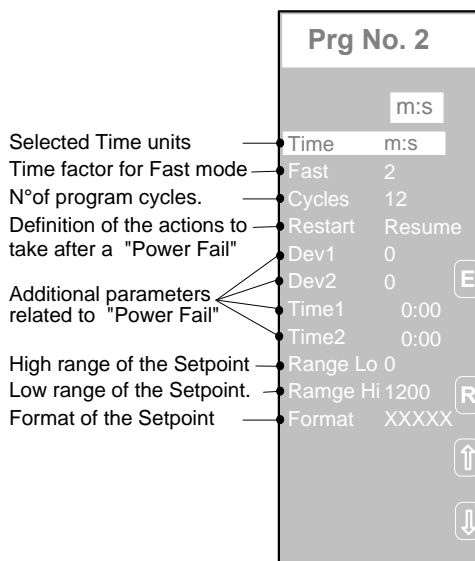 Prg No. 2
m:s
Selected Time units
Time m:s
Time factor for Fast mode
Fast 2
N°of program cycles.
Cycles 12
Definition of the actions to
take after a "Power Fail"
Restart Resume
Dev1 0
Dev2 0
E
Additional parameters
related to "Power Fail"
Time1 0:00
Time2 0:00
High range of the Setpoint
Range Lo 0
Low range of the Setpoint.
Ramge Hi 1200
R
Format of the Setpoint
Format XXXXX
⇑
⇓